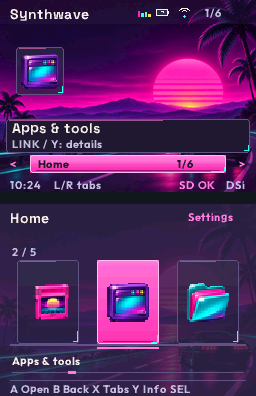 Synthwave 1/6
Apps & tools
LINK / Y: details
< Home 1/6 >
10:24 L/R tabs SD OK DSi
Home Settings
2 / 5
Apps & tools
A Open B Back X Tabs Y Info SEL